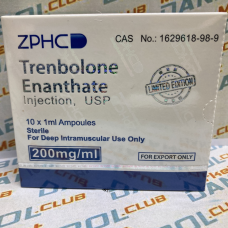 ZPHC
CAS No.: 1629618-98-9
Trenbolone
Enanthate
Injection, USP
LIMITED EDITION
10 x 1ml Ampoules
Sterile
For Deep Intramuscular Use Only
200mg/ml
FOR EXPORT ONLY